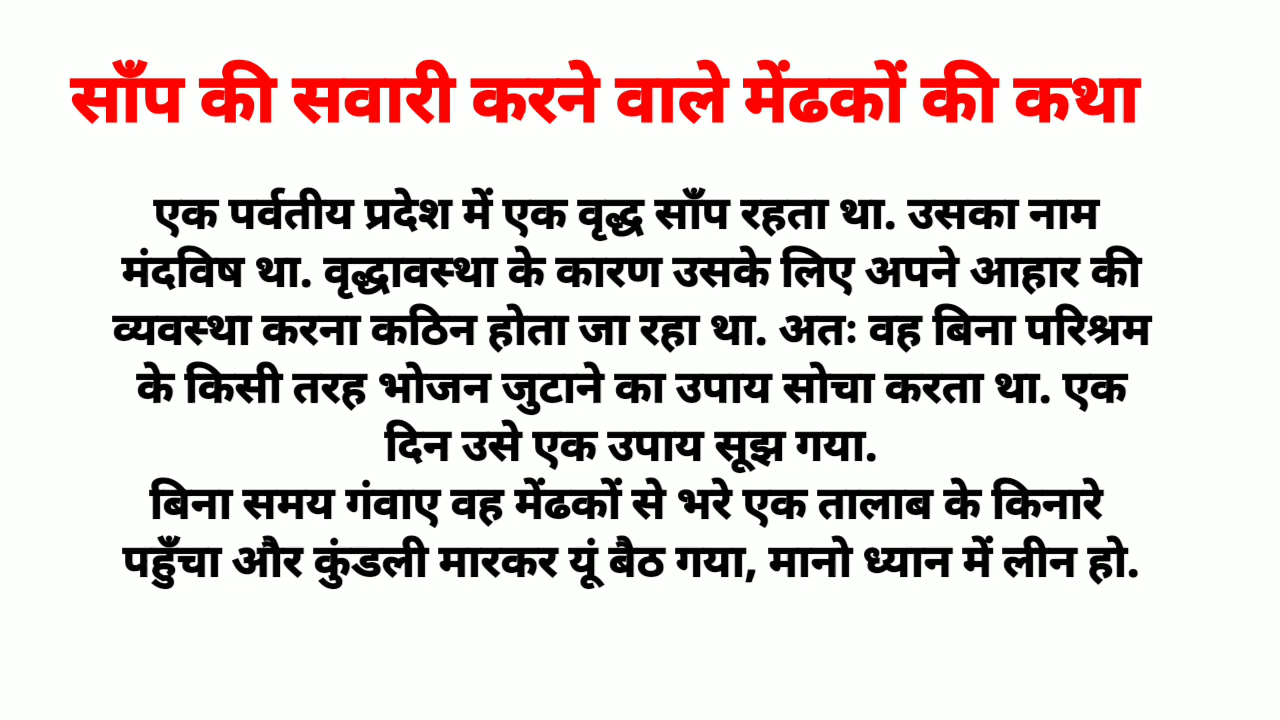 साँप की सवारी करने वाले मेंढकों की कथा
एक पर्वतीय प्रदेश में एक वृद्ध साँप रहता था. उसका नाम
मंदविष था. वृद्धावस्था के कारण उसके लिए अपने आहार की
व्यवस्था करना कठिन होता जा रहा था. अतः वह बिना परिश्रम
के किसी तरह भोजन जुटाने का उपाय सोचा करता था. एक
दिन उसे एक उपाय सूझ गया.
बिना समय गंवाए वह मेंढकों से भरे एक तालाब के किनारे
पहुँचा और कुंडली मारकर यूं बैठ गया, मानो ध्यान में लीन हो.